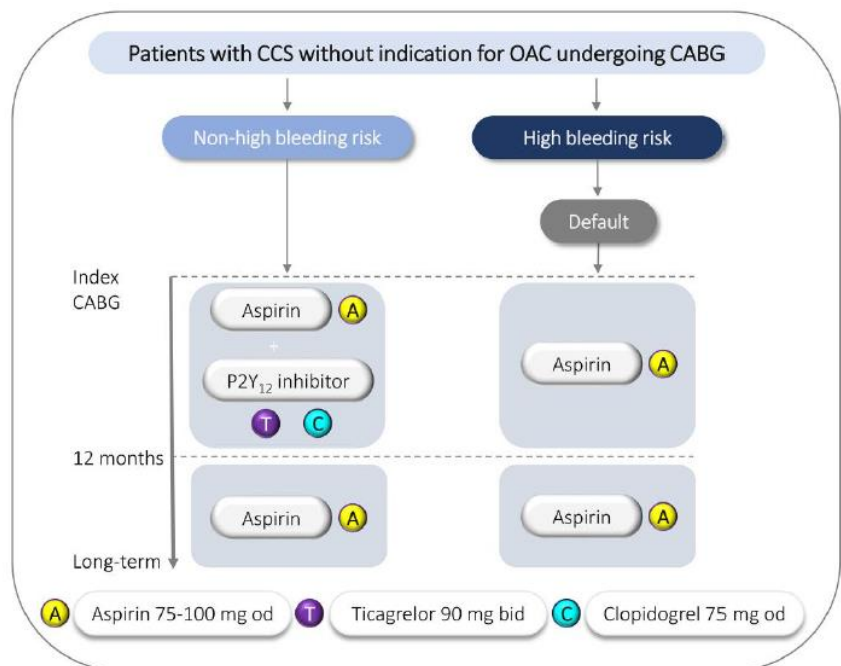 Patients with CCS without indication for OAC undergoing CABG
Non-high bleeding risk
High bleeding risk
Default
Index
CABG
Aspirin A
+
P2Y12 inhibitor
T C
Aspirin A
12 months
Aspirin A
Aspirin A
Long-term
A Aspirin 75-100 mg od T Ticagrelor 90 mg bid C Clopidogrel 75 mg od